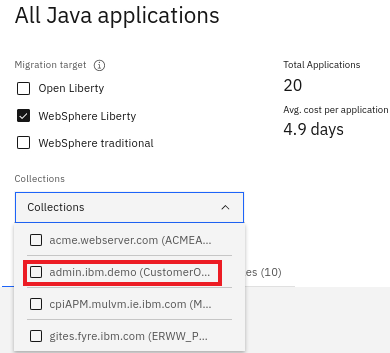 All Java applications
Migration target
Total Applications
Open Liberty
20
WebSphere Liberty
Avg. cost per application
WebSphere traditional
4.9 days
Collections
Collections
acme.webserver.com (ACMEA...
admin.ibm.demo (CustomerO...
es (10)
cpiAPM.mulvm.ie.ibm.com (M...
gites.fyre.ibm.com (ERWW_P...